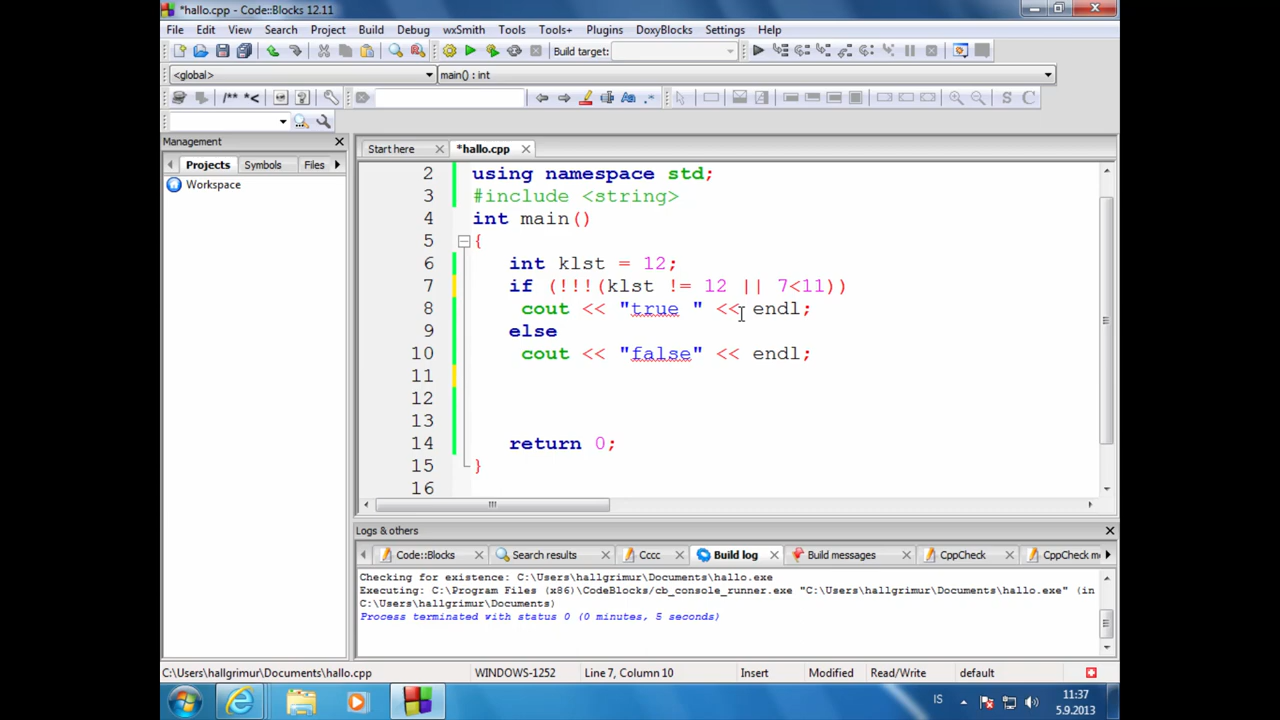 *hallo.cpp - Code::Blocks 12.11
File Edit View Search Project Build Debug wxSmith Tools Tools+ Plugins DoxyBlocks Settings Help
Build target:
<global> main() : int
/** *<
Aa .*
S C
Management
Projects Symbols Files
Workspace
Start here *hallo.cpp
2 using namespace std;
3 #include <string>
4 int main()
5 {
6 int klst = 12;
7 if (!!!(klst != 12 || 7<11))
8 cout << "true " << endl;
9 else
10 cout << "false" << endl;
11
12
13
14 return 0;
15 }
16
Logs & others
Code::Blocks Search results Cccc Build log Build messages CppCheck CppCheck me
Checking for existence: C:\Users\hallgrimur\Documents\hallo.exe
Executing: C:\Program Files (x86)\CodeBlocks/cb_console_runner.exe "C:\Users\hallgrimur\Documents\hallo.exe" (in
C:\Users\hallgrimur\Documents)
Process terminated with status 0 (0 minutes, 5 seconds)
C:\Users\hallgrimur\Documents\hallo.cpp WINDOWS-1252 Line 7, Column 10 Insert Modified Read/Write default
IS 11:37
5.9.2013